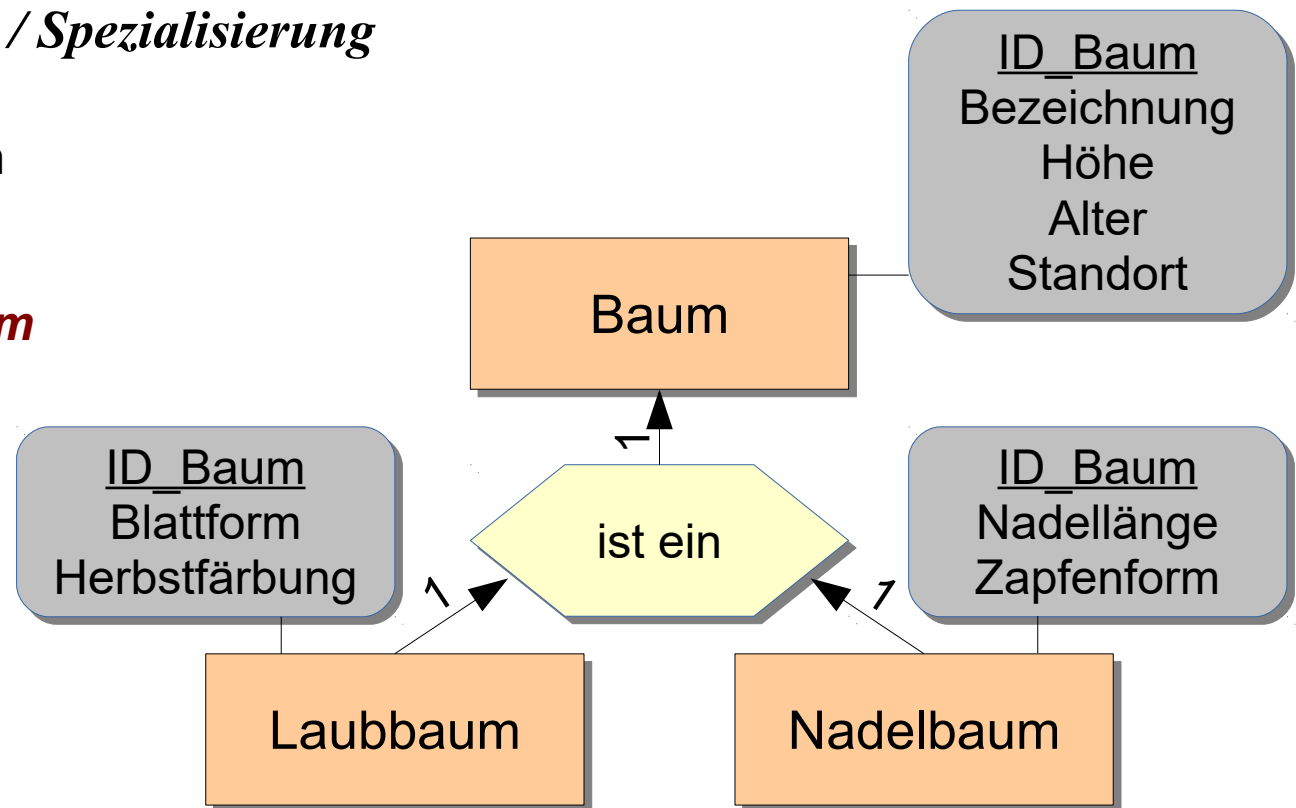 / Spezialisierung
ID_Baum
Bezeichnung
Höhe
Alter
Standort
Baum
1
ID_Baum
Blattform
Herbstfärbung
ist ein
ID_Baum
Nadellänge
Zapfenform
1
1
Laubbaum
Nadelbaum